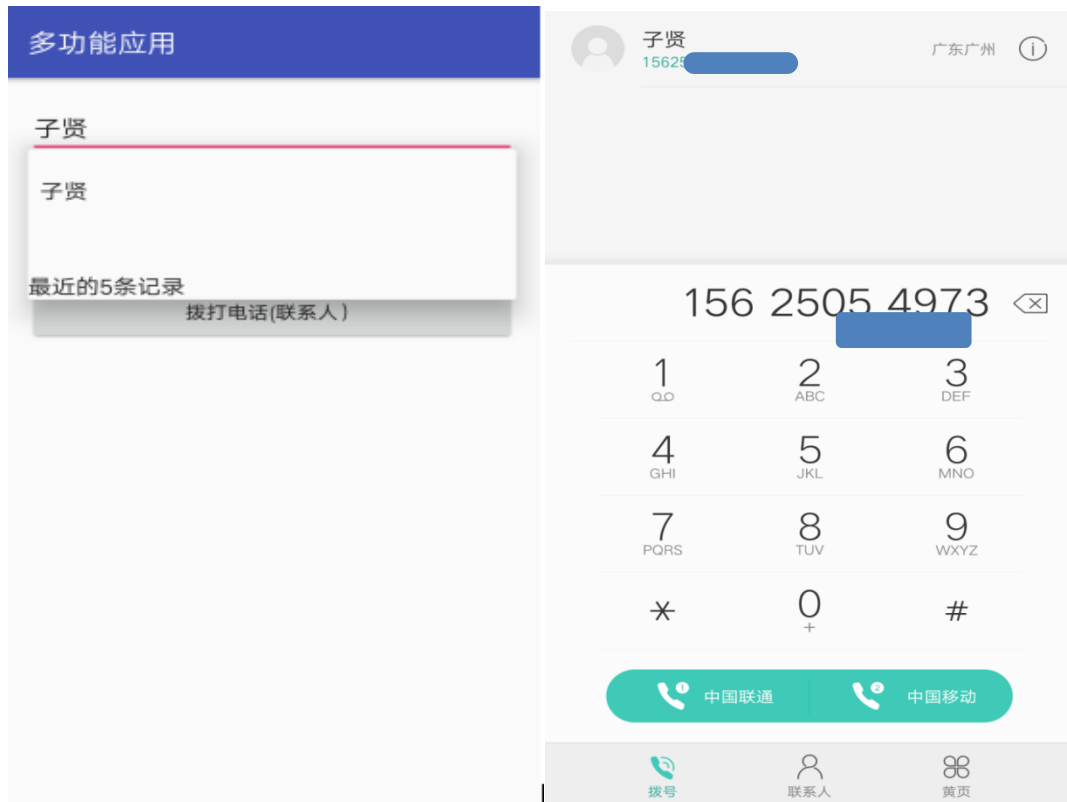 多功能应用
子贤
子贤
最近的5条记录
拨打电话(联系人)
子贤
15625
广东广州
156 25
1
2
ABC
3
DEF
4
GHI
5
JKL
6
MNO
7
PQRS
8
TUV
9
WXYZ
*
0
+
#
1
中国联通
2
中国移动
拨号
联系人
黄页